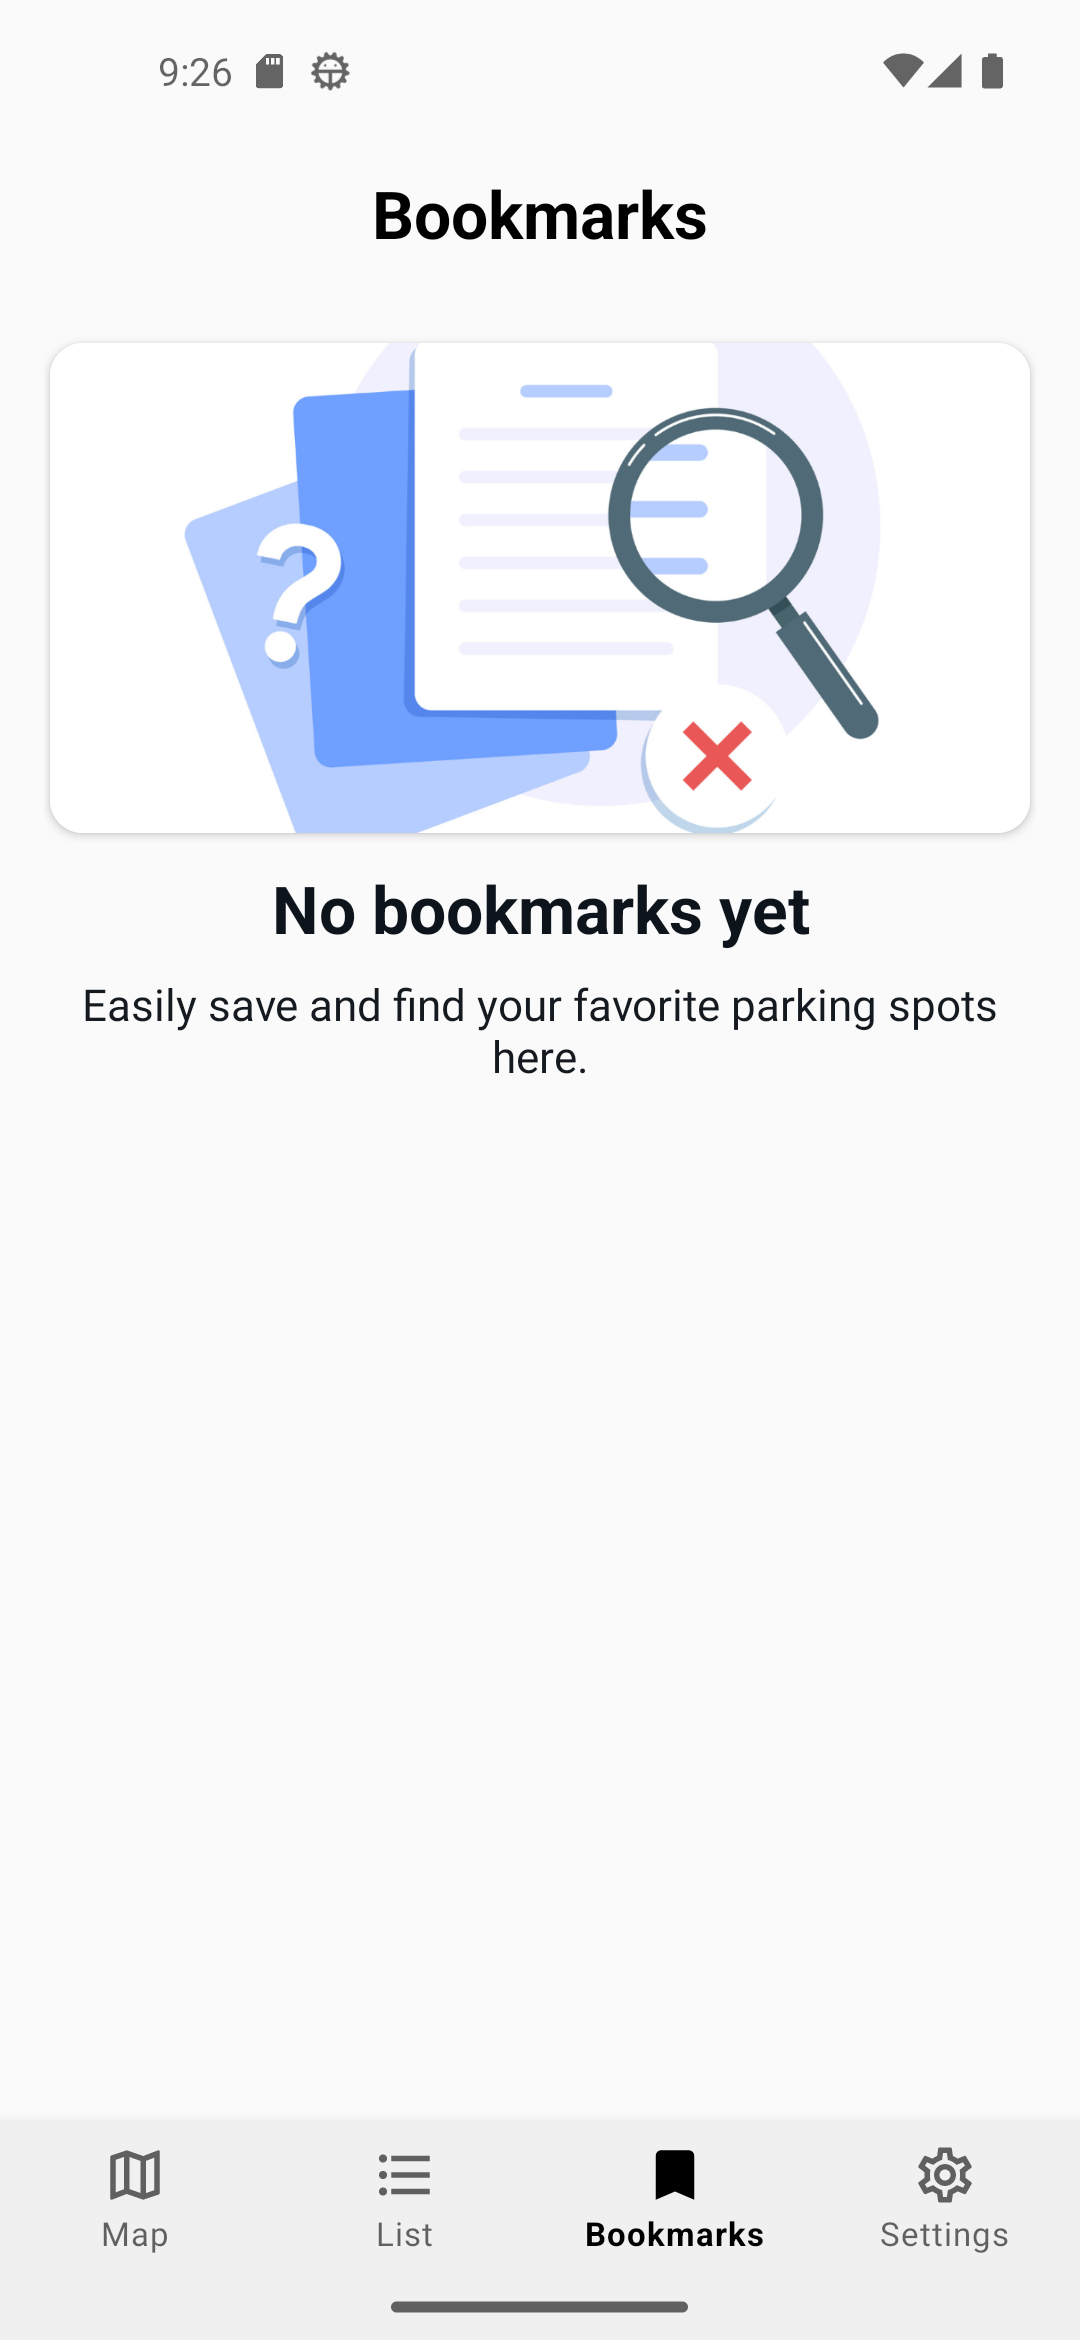 9:26
Bookmarks
?
No bookmarks yet
Easily save and find your favorite parking spots
here.
Map
List
Bookmarks
Settings